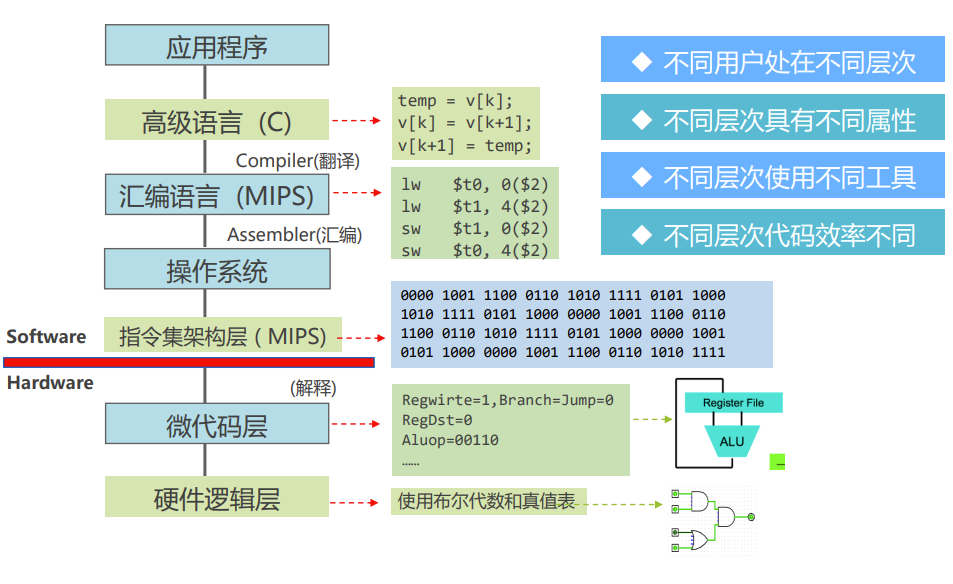 应用程序
高级语言 (C)
temp = v[k];
v[k] = v[k+1];
v[k+1] = temp;
Compiler(翻译)
汇编语言 (MIPS)
lw $t0, 0($2)
lw $t1, 4($2)
sw $t1, 0($2)
sw $t0, 4($2)
Assembler(汇编)
操作系统
Software
指令集架构层 ( MIPS)
0000 1001 1100 0110 1010 1111 0101 1000
1010 1111 0101 1000 0000 1001 1100 0110
1100 0110 1010 1111 0101 1000 0000 1001
0101 1000 0000 1001 1100 0110 1010 1111
Hardware
(解释)
微代码层
Regwirte=1,Branch=Jump=0
RegDst=0
Aluop=00110
……
Register File
ALU
硬件逻辑层
使用布尔代数和真值表
◆ 不同用户处在不同层次
◆ 不同层次具有不同属性
◆ 不同层次使用不同工具
◆ 不同层次代码效率不同